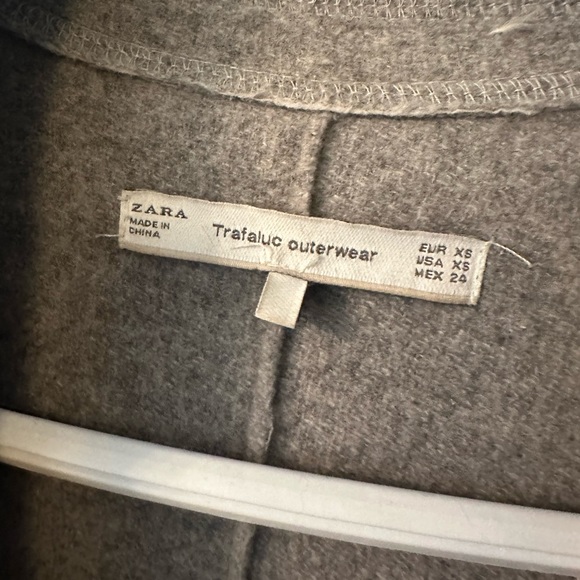 ZARA
MADE IN
CHINA
Trafaluc outerwear
EUR XS
USA XS
MEX 24